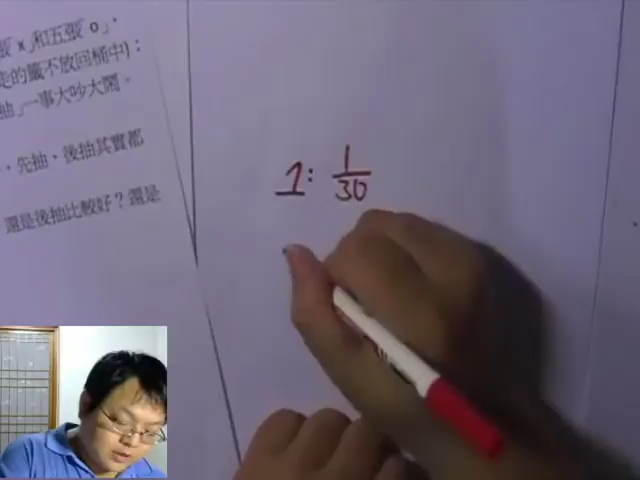 張「x」和五張「o」，
走的籤不放回桶中)：
抽」一事大吵大鬧。
，先抽、後抽其實都
還是後抽比較好？還是
1: 1/30